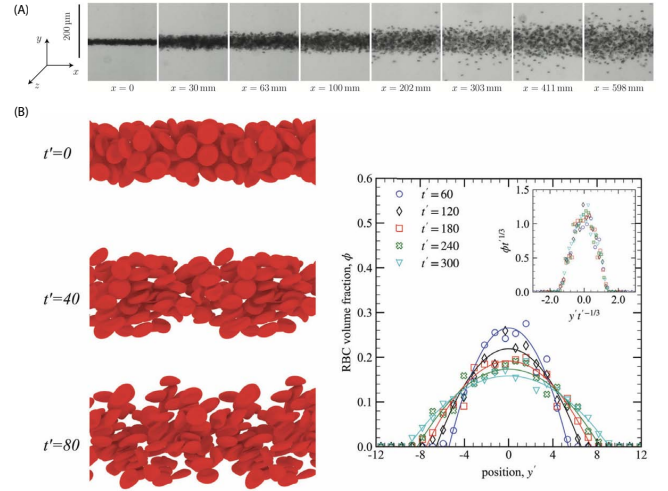 (A)
200 μm
y
x
z
x = 0
x = 30 mm
x = 63 mm
x = 100 mm
x = 202 mm
x = 303 mm
x = 411 mm
x = 598 mm
(B)
t'=0
t'=40
t'=80
0.6
0.5
0.4
0.3
0.2
0.1
0.0
RBC volume fraction, ϕ
t' = 60
t' = 120
t' = 180
t' = 240
t' = 300
1.5
1.0
0.5
0.0
ϕt'^1/3
-2.0
0.0
2.0
y't'^-1/3
-12
-8
-4
0
4
8
12
position, y'